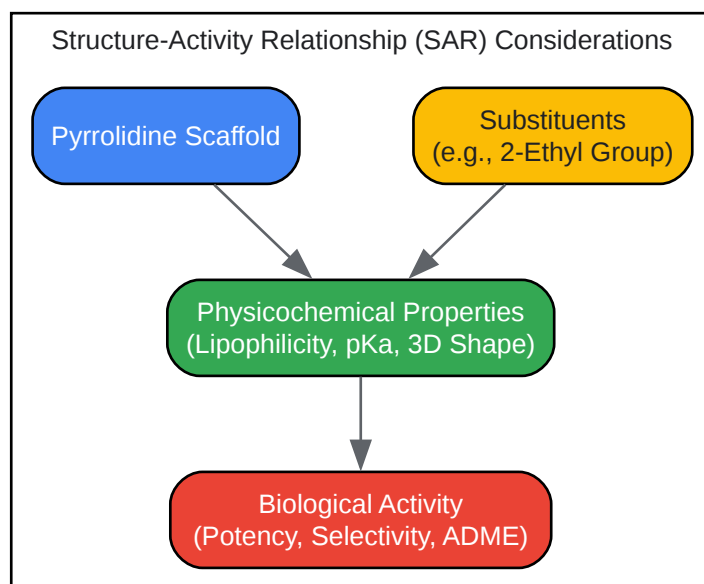 Structure-Activity Relationship (SAR) Considerations
Pyrrolidine Scaffold
Substituents
(e.g., 2-Ethyl Group)
Physicochemical Properties
(Lipophilicity, pKa, 3D Shape)
Biological Activity
(Potency, Selectivity, ADME)